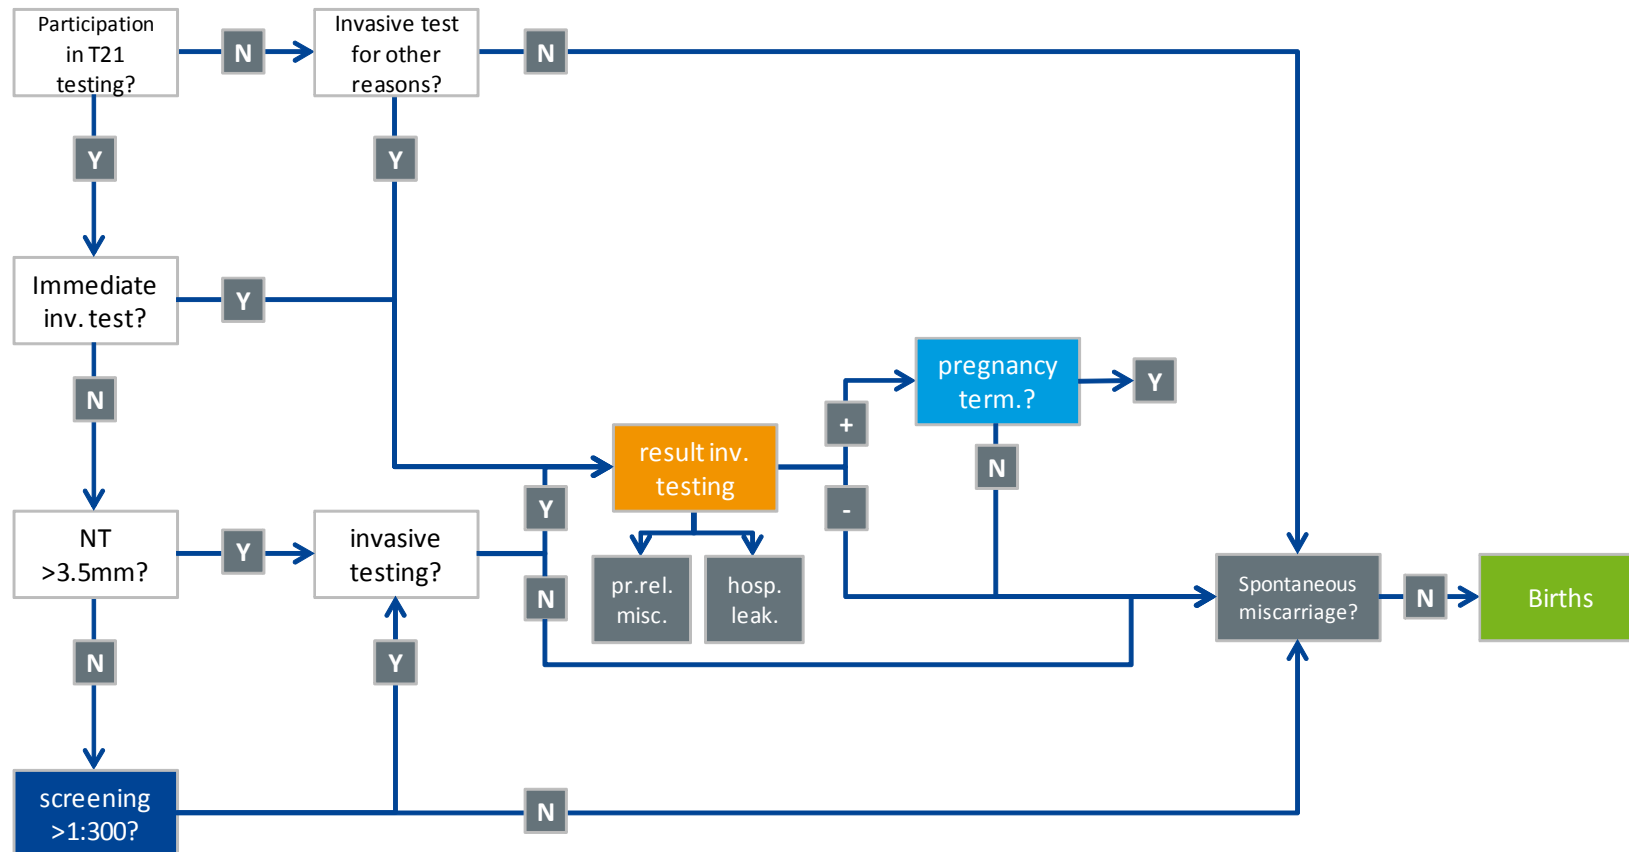 Participation
in T21
testing?
N
Invasive test
for other
reasons?
N
Y
Y
Immediate
inv. test?
Y
N
pregnancy
term.?
Y
+
result inv.
testing
N
Y
-
NT
>3.5mm?
Y
invasive
testing?
pr.rel.
misc.
hosp.
leak.
N
Spontaneous
miscarriage?
N
Births
N
Y
screening
>1:300?
N